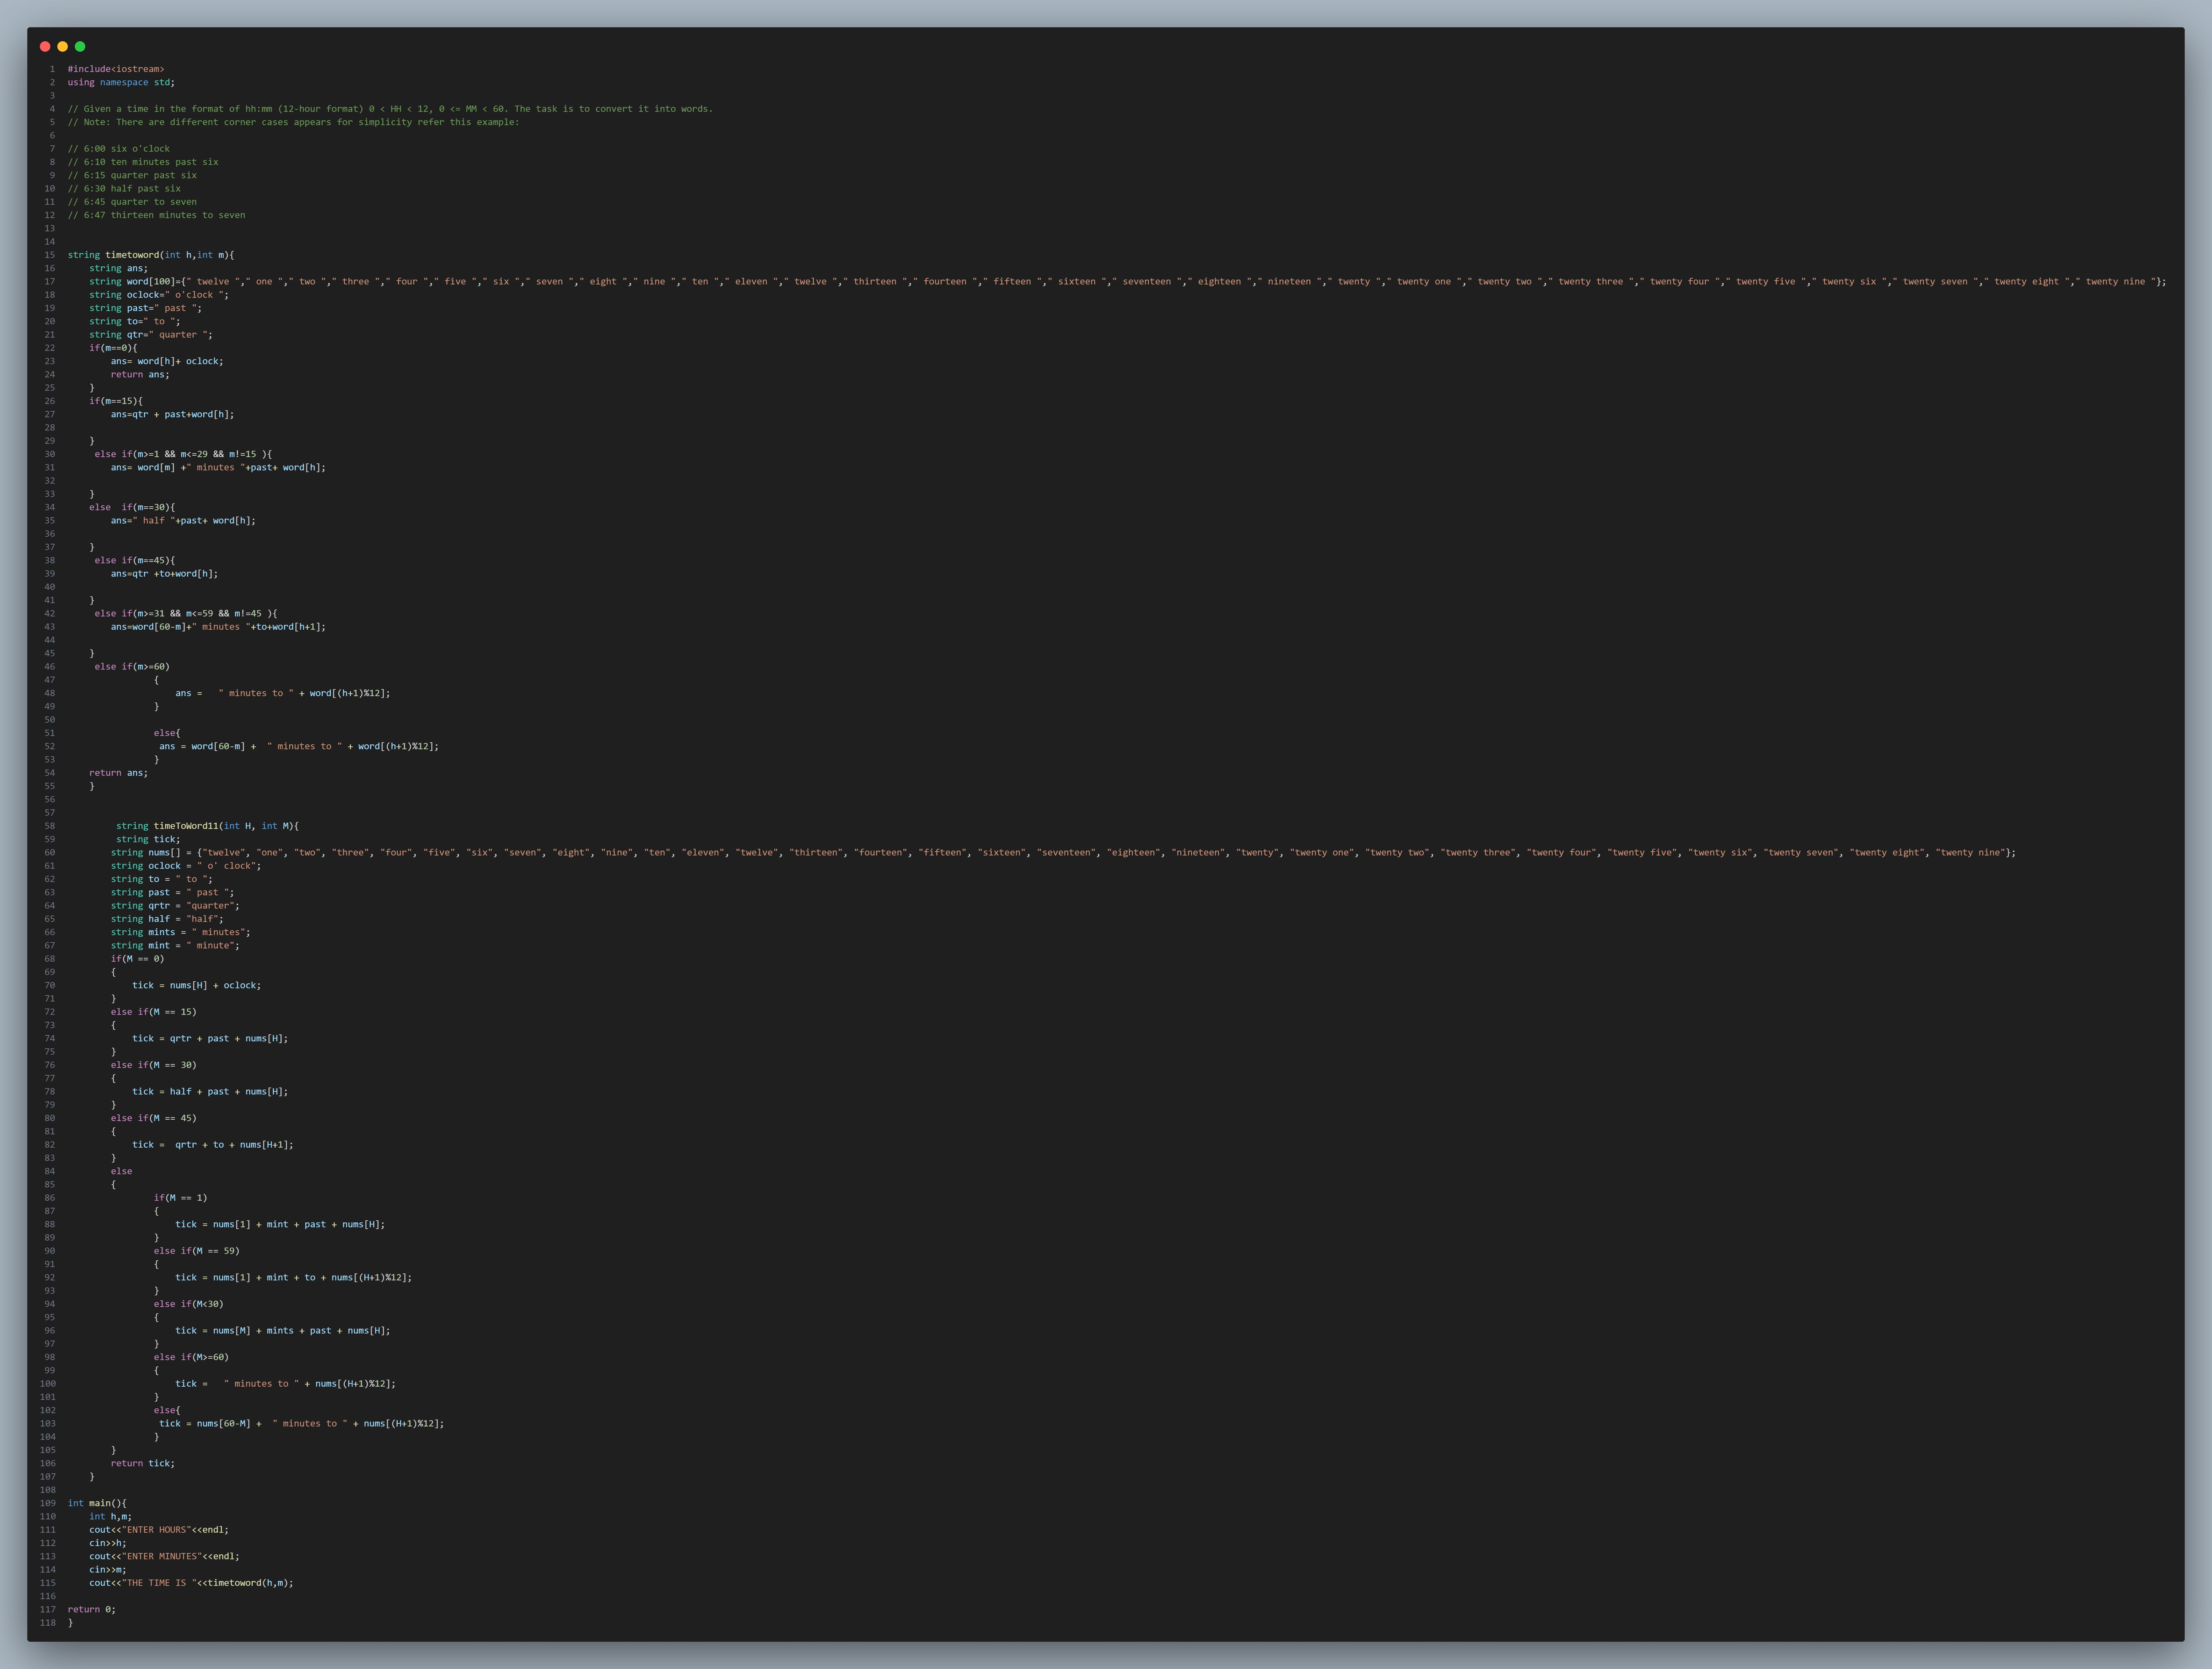 1 #include<iostream>
2 using namespace std;
3
4 // Given a time in the format of hh:mm (12-hour format) 0 < HH < 12, 0 <= MM < 60. The task is to convert it into words.
5 // Note: There are different corner cases appears for simplicity refer this example:
6
7 // 6:00 six o'clock
8 // 6:10 ten minutes past six
9 // 6:15 quarter past six
10 // 6:30 half past six
11 // 6:45 quarter to seven
12 // 6:47 thirteen minutes to seven
13
14
15 string timetoword(int h,int m){
16     string ans;
17     string word[100]={" twelve "," one "," two "," three "," four "," five "," six "," seven "," eight "," nine "," ten "," eleven "," twelve "," thirteen "," fourteen "," fifteen "," sixteen "," seventeen "," eighteen "," nineteen "," twenty "," twenty one "," twenty two "," twenty three "," twenty four "," twenty five "," twenty six "," twenty seven "," twenty eight "," twenty nine "};
18     string oclock=" o'clock ";
19     string past=" past ";
20     string to=" to ";
21     string qtr=" quarter ";
22     if(m==0){
23         ans= word[h]+ oclock;
24         return ans;
25     }
26     if(m==15){
27         ans=qtr + past+word[h];
28
29     }
30      else if(m>=1 && m<=29 && m!=15 ){
31         ans= word[m] +" minutes "+past+ word[h];
32
33     }
34     else  if(m==30){
35         ans=" half "+past+ word[h];
36
37     }
38      else if(m==45){
39         ans=qtr +to+word[h];
40
41     }
42      else if(m>=31 && m<=59 && m!=45 ){
43         ans=word[60-m]+" minutes "+to+word[h+1];
44
45     }
46      else if(m>=60)
47                 {
48                     ans =   " minutes to " + word[(h+1)%12];
49                 }
50
51                 else{
52                  ans = word[60-m] +  " minutes to " + word[(h+1)%12];
53                 }
54     return ans;
55     }
56
57
58          string timeToWord11(int H, int M){
59          string tick;
60         string nums[] = {"twelve", "one", "two", "three", "four", "five", "six", "seven", "eight", "nine", "ten", "eleven", "twelve", "thirteen", "fourteen", "fifteen", "sixteen", "seventeen", "eighteen", "nineteen", "twenty", "twenty one", "twenty two", "twenty three", "twenty four", "twenty five", "twenty six", "twenty seven", "twenty eight", "twenty nine"};
61         string oclock = " o' clock";
62         string to = " to ";
63         string past = " past ";
64         string qrtr = "quarter";
65         string half = "half";
66         string mints = " minutes";
67         string mint = " minute";
68         if(M == 0)
69         {
70             tick = nums[H] + oclock;
71         }
72         else if(M == 15)
73         {
74             tick = qrtr + past + nums[H];
75         }
76         else if(M == 30)
77         {
78             tick = half + past + nums[H];
79         }
80         else if(M == 45)
81         {
82             tick =  qrtr + to + nums[H+1];
83         }
84         else
85         {
86                 if(M == 1)
87                 {
88                     tick = nums[1] + mint + past + nums[H];
89                 }
90                 else if(M == 59)
91                 {
92                     tick = nums[1] + mint + to + nums[(H+1)%12];
93                 }
94                 else if(M<30)
95                 {
96                     tick = nums[M] + mints + past + nums[H];
97                 }
98                 else if(M>=60)
99                 {
100                     tick =   " minutes to " + nums[(H+1)%12];
101                 }
102                 else{
103                  tick = nums[60-M] +  " minutes to " + nums[(H+1)%12];
104                 }
105         }
106         return tick;
107     }
108
109 int main(){
110     int h,m;
111     cout<<"ENTER HOURS"<<endl;
112     cin>>h;
113     cout<<"ENTER MINUTES"<<endl;
114     cin>>m;
115     cout<<"THE TIME IS "<<timetoword(h,m);
116
117 return 0;
118 }